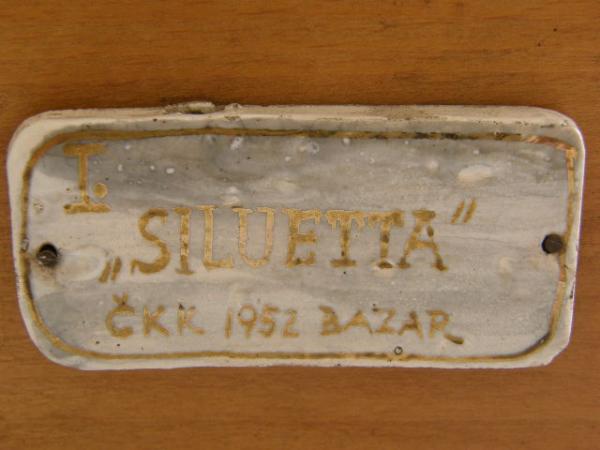 I.
„SILUETTA”
ČKK 1952 BAZAR